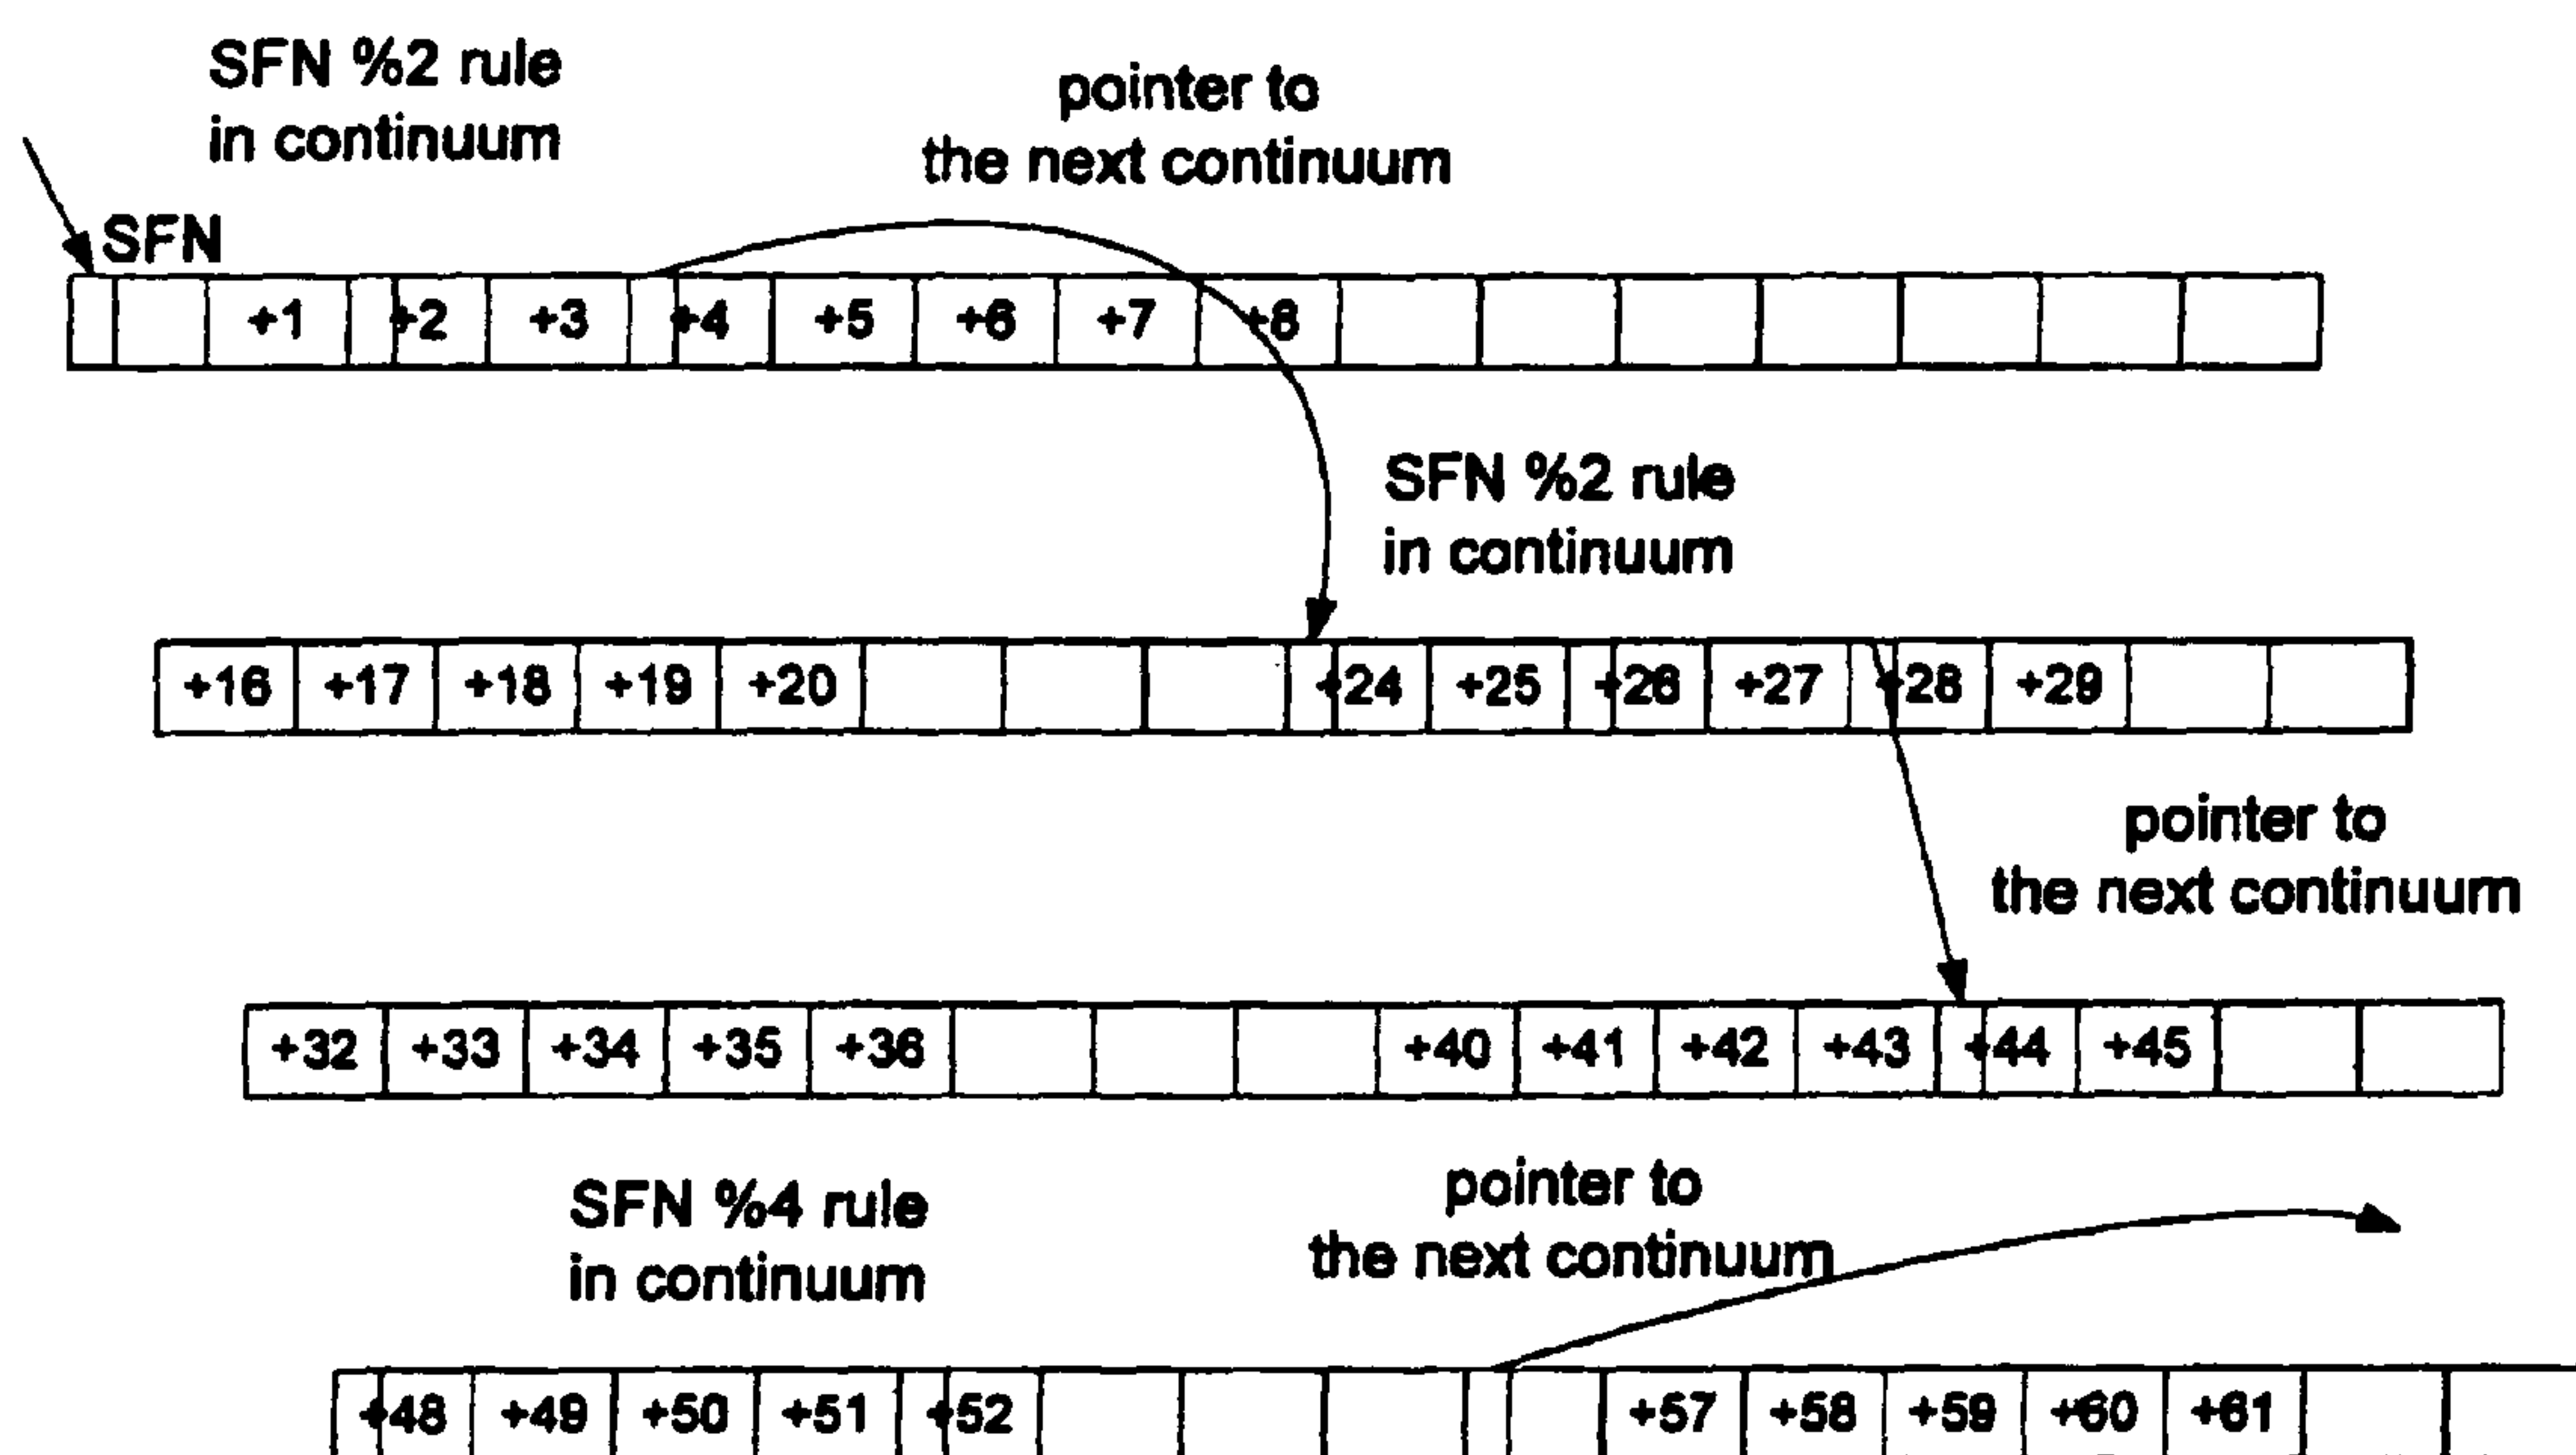 SFN %2 rule
in continuum
pointer to
the next continuum
SFN
+1 +2 +3 +4 +5 +6 +7 +8
SFN %2 rule
in continuum
+16 +17 +18 +19 +20 +24 +25 +26 +27 +28 +29
pointer to
the next continuum
+32 +33 +34 +35 +36 +40 +41 +42 +43 +44 +45
SFN %4 rule
in continuum
pointer to
the next continuum
+48 +49 +50 +51 +52 +57 +58 +59 +60 +61